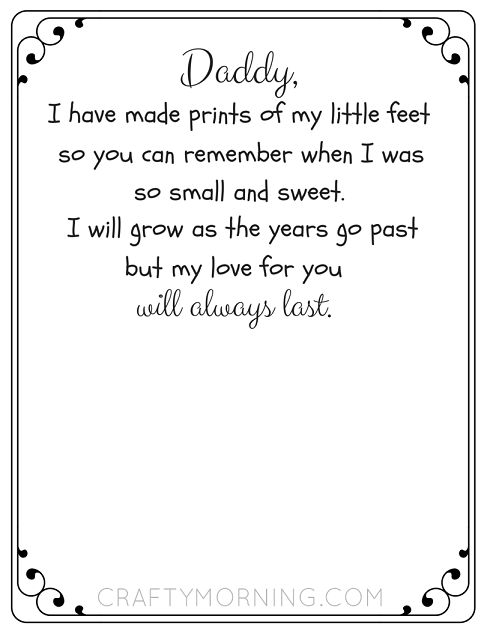 Daddy,
I have made prints of my little feet
so you can remember when I was
so small and sweet.
I will grow as the years go past
but my love for you
will always last.
CRAFTYMORNING.COM